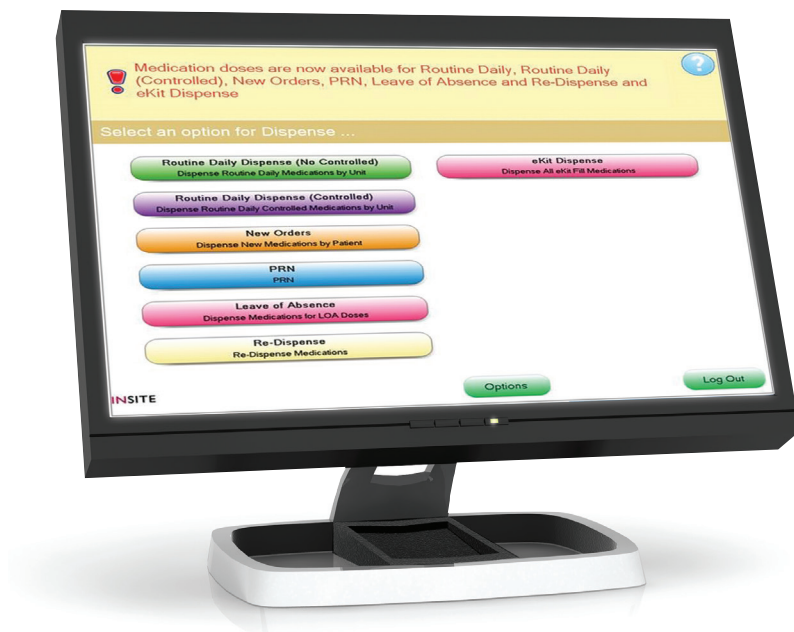 Medication doses are now available for Routine Daily, Routine Daily
(Controlled), New Orders, PRN, Leave of Absence and Re-Dispense and
eKit Dispense
?
Select an option for Dispense ...
Routine Daily Dispense (No Controlled)
Dispense Routine Daily Medications by Unit
Routine Daily Dispense (Controlled)
Dispense Routine Daily Controlled Medications by Unit
New Orders
Dispense New Medications by Patient
PRN
PRN
Leave of Absence
Dispense Medications for LOA Doses
Re-Dispense
Re-Dispense Medications
eKit Dispense
Dispense All eKit Fill Medications
INSITE
Options
Log Out